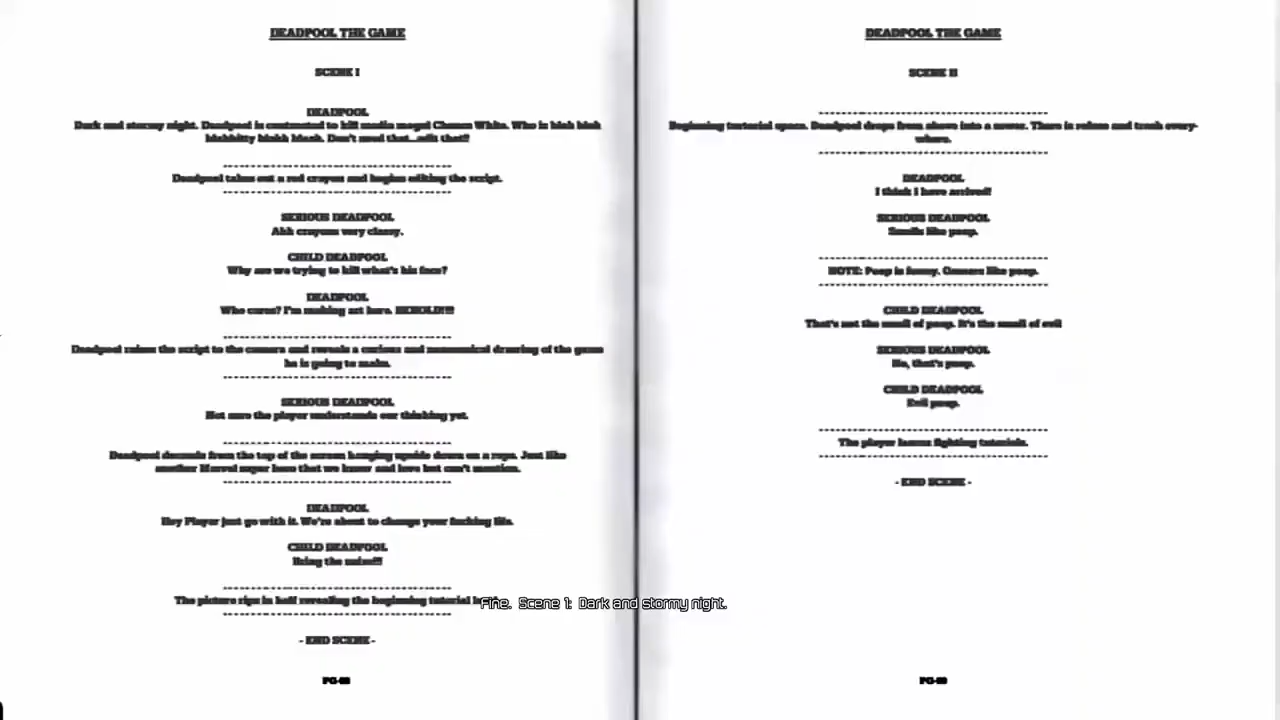 DEADPOOL THE GAME
SCENE I
DEADPOOL
Dark and stormy night. Deadpool is contracted to kill media mogul Chance White. Who is blah blah
blabbity blahh blaah. Don't need that...edit that!!
Deadpool takes out a red crayon and begins editing the script.
SERIOUS DEADPOOL
Ahh crayons very classy.
CHILD DEADPOOL
Why are we trying to kill what's his face?
DEADPOOL
Who cares? I'm making art here. BEHOLD!!!!
Deadpool raises the script to the camera and reveals a and drawing of the game
he is going to make.
SERIOUS DEADPOOL
Not sure the player understands our thinking yet.
Deadpool descends from the top of the screen hanging upside down on a rope. Just like
another Marvel super hero that we know and love but can't mention.
DEADPOOL
Hey Player just go with it. We're about to change your fucking life.
CHILD DEADPOOL
Bring the noise!!!
The picture rips in half revealing the beginning tutorial
- END SCENE -
DEADPOOL THE GAME
SCENE II
Beginning tutorial space. Deadpool drops from above into a sewer. There is ruins and trash every-
where.
DEADPOOL
I think I have arrived!
SERIOUS DEADPOOL
Smells like poop.
NOTE: Poop is funny. Gamers like poop.
CHILD DEADPOOL
That's not the smell of poop. It's the smell of evil
SERIOUS DEADPOOL
No, that's poop.
CHILD DEADPOOL
Evil poop.
The player learns fighting tutorials.
- END SCENE -
Fine. Scene 1: Dark and stormy night.